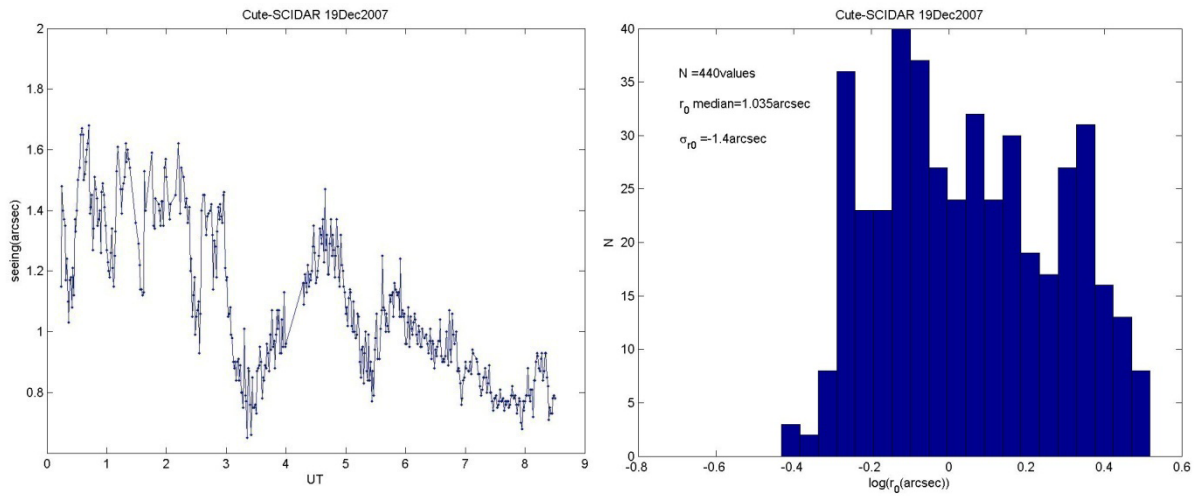 Cute-SCIDAR 19Dec2007
2
1.8
1.6
1.4
1.2
1
0.8
seeing(arcsec)
0 1 2 3 4 5 6 7 8 9
UT
Cute-SCIDAR 19Dec2007
40
35
30
25
20
15
10
5
0
N
N =440values
r0 median=1.035arcsec
σr0 =-1.4arcsec
-0.8 -0.6 -0.4 -0.2 0 0.2 0.4 0.6
log(r0(arcsec))